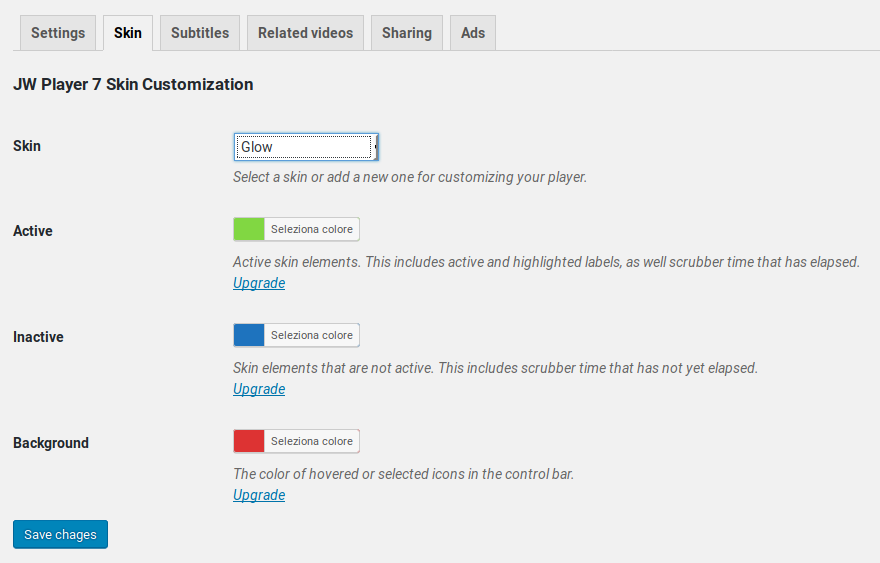 Settings Skin Subtitles Related videos Sharing Ads
JW Player 7 Skin Customization
Skin Glow
Select a skin or add a new one for customizing your player.
Active Seleziona colore
Active skin elements. This includes active and highlighted labels, as well scrubber time that has elapsed.
Upgrade
Inactive Seleziona colore
Skin elements that are not active. This includes scrubber time that has not yet elapsed.
Upgrade
Background Seleziona colore
The color of hovered or selected icons in the control bar.
Upgrade
Save chages